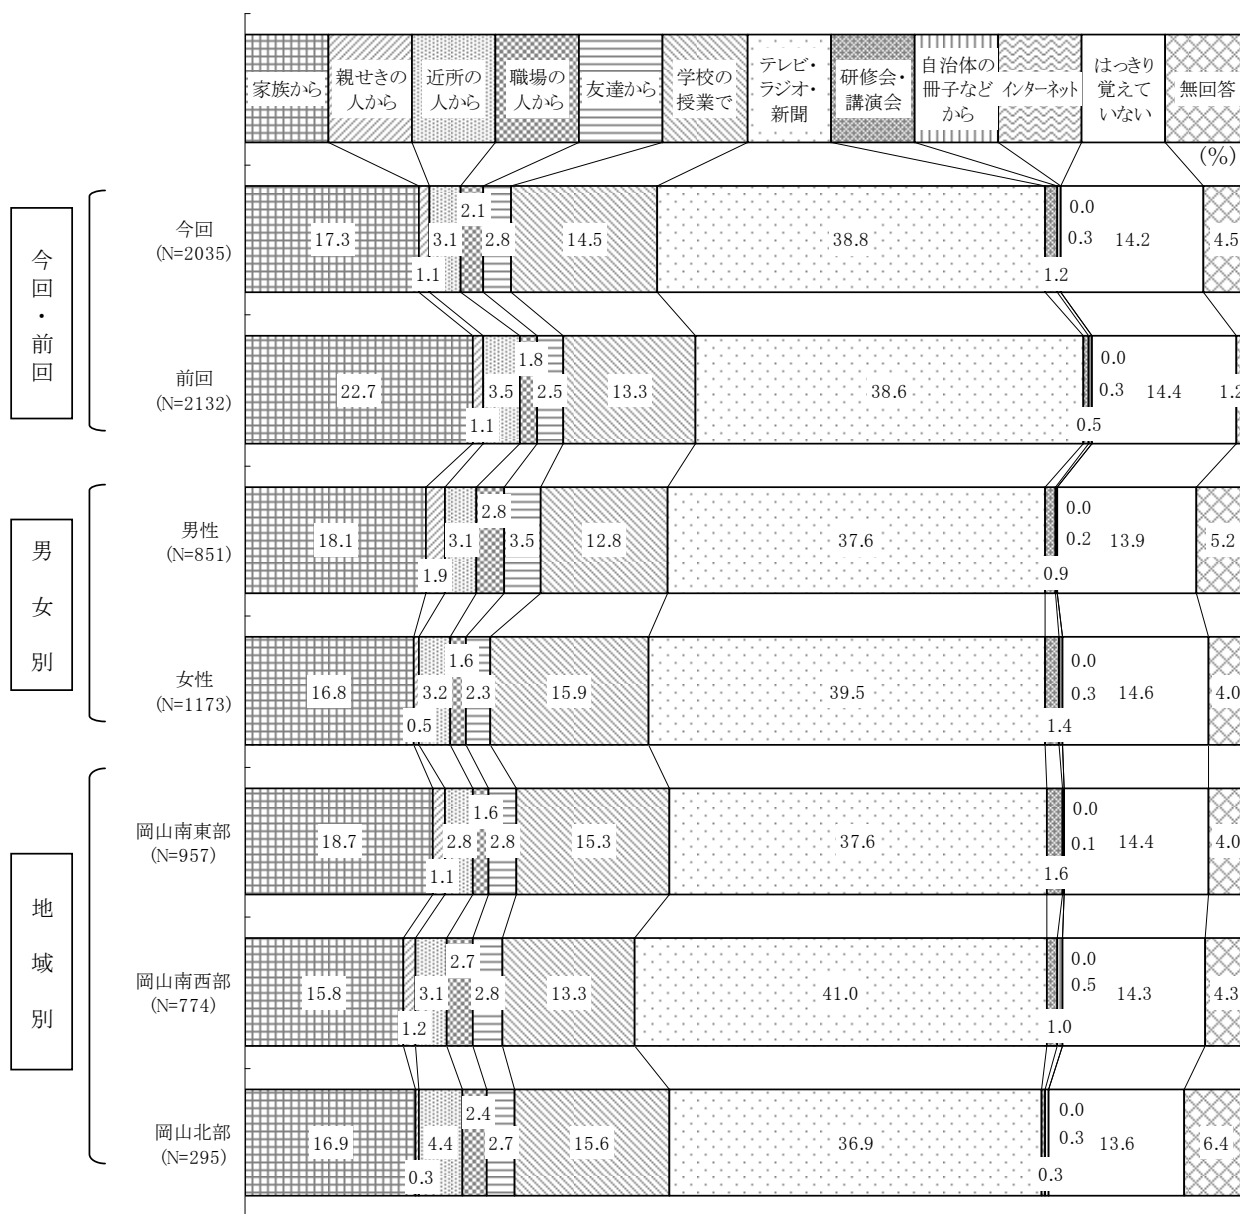 家族から
親せきの
人から
近所の
人から
職場の
人から
友達から
学校の
授業で
テレビ・
ラジオ・
新聞
研修会・
講演会
自治体の
冊子など
から
インターネット
はっきり
覚えて
いない
無回答
(%)
今回・前回
今回
(N=2035)
17.3
1.1
3.1
2.1
2.8
14.5
38.8
1.2
0.3
0.0
14.2
4.5
前回
(N=2132)
22.7
1.1
3.5
1.8
2.5
13.3
38.6
0.5
0.3
0.0
14.4
1.2
男女別
男性
(N=851)
18.1
1.9
3.1
2.8
3.5
12.8
37.6
0.9
0.2
0.0
13.9
5.2
女性
(N=1173)
16.8
0.5
3.2
1.6
2.3
15.9
39.5
1.4
0.3
0.0
14.6
4.0
地域別
岡山南東部
(N=957)
18.7
1.1
2.8
1.6
2.8
15.3
37.6
1.6
0.1
0.0
14.4
4.0
岡山南西部
(N=774)
15.8
1.2
3.1
2.7
2.8
13.3
41.0
1.0
0.5
0.0
14.3
4.3
岡山北部
(N=295)
16.9
0.3
4.4
2.4
2.7
15.6
36.9
0.3
0.3
0.0
13.6
6.4